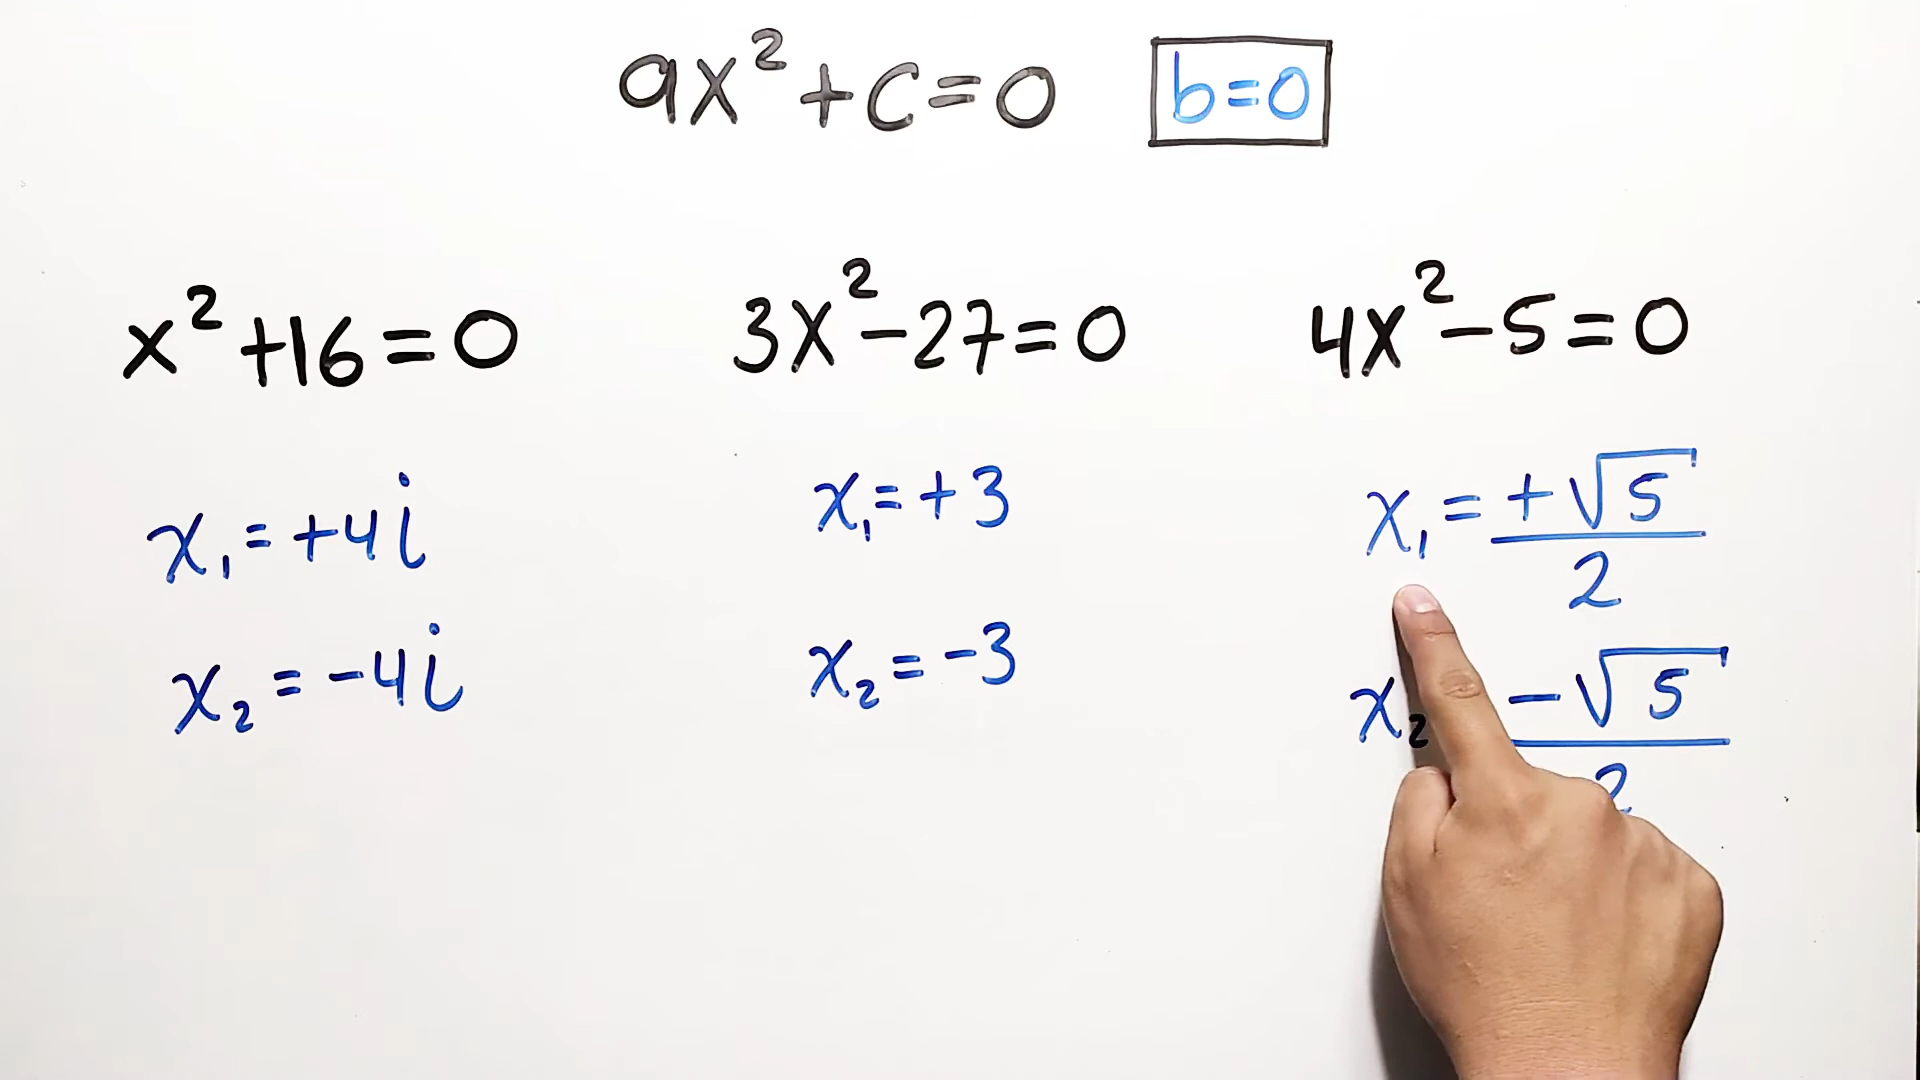 ax² + c = 0 b = 0
x² + 16 = 0
x₁ = +4i
x₂ = -4i
3x² - 27 = 0
x₁ = +3
x₂ = -3
4x² - 5 = 0
x₁ = +√5
2
x₂ -√5
2